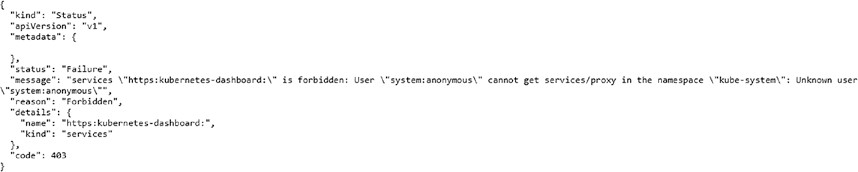 {
  "kind": "Status",
  "apiVersion": "v1",
  "metadata": {

  },
  "status": "Failure",
  "message": "services \"https:kubernetes-dashboard:\" is forbidden: User \"system:anonymous\" cannot get services/proxy in the namespace \"kube-system\": Unknown user
\"system:anonymous\"",
  "reason": "Forbidden",
  "details": {
    "name": "https:kubernetes-dashboard:",
    "kind": "services"
  },
  "code": 403
}